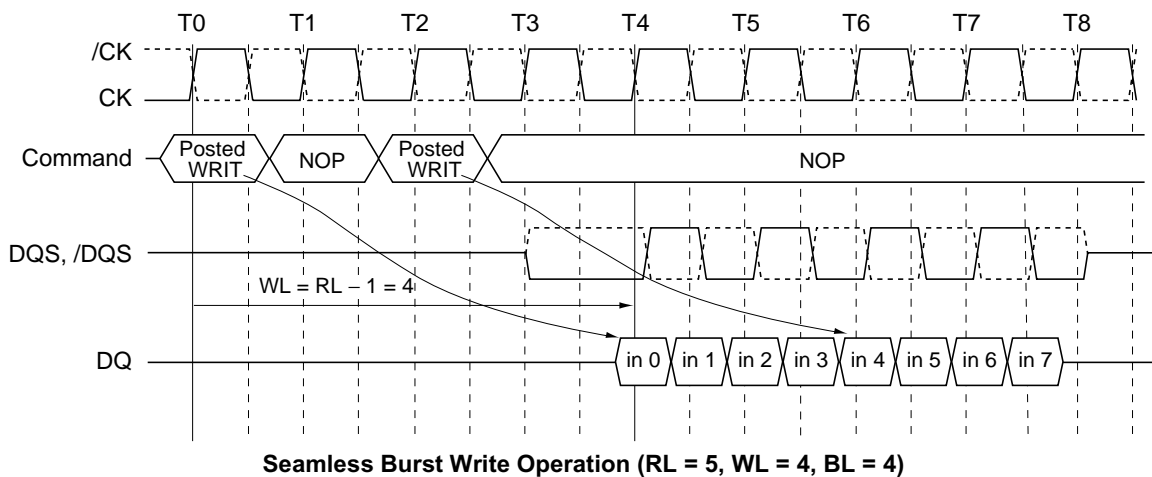 T0 T1 T2 T3 T4 T5 T6 T7 T8
/CK
CK
Command
Posted
WRIT
NOP
Posted
WRIT
NOP
DQS, /DQS
WL = RL − 1 = 4
DQ
in 0 in 1 in 2 in 3 in 4 in 5 in 6 in 7
Seamless Burst Write Operation (RL = 5, WL = 4, BL = 4)